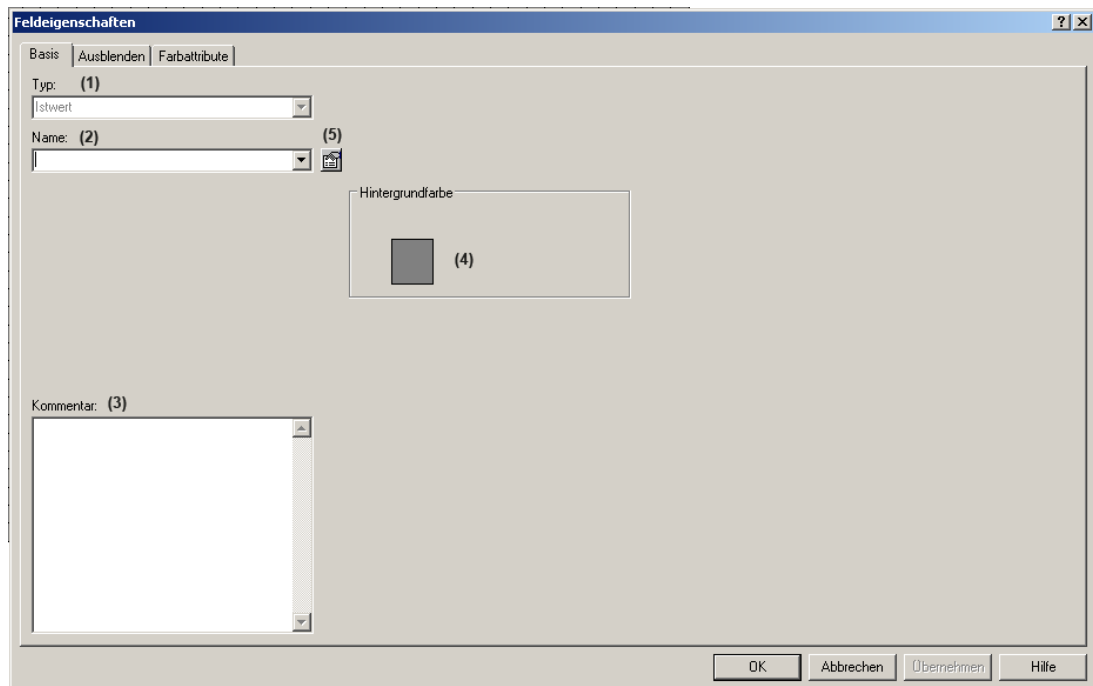 Feldeigenschaften
Basis Ausblenden Farbattribute
Typ: (1)
Istwert
Name: (2) (5)
Hintergrundfarbe
(4)
Kommentar: (3)
OK Abbrechen Übernehmen Hilfe